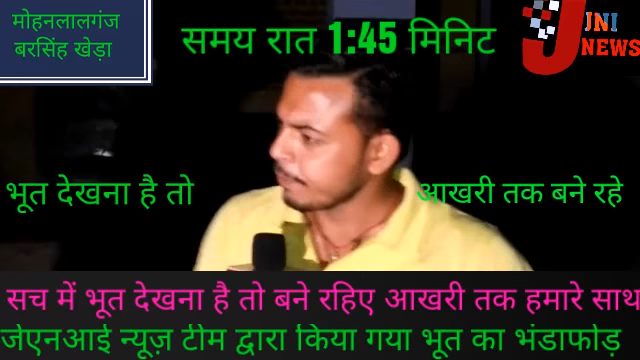 मोहनलालगंज
बरसिंह खेड़ा
समय रात 1:45 मिनिट
JNI
NEWS
भूत देखना है तो
आखरी तक बने रहे
सच में भूत देखना है तो बने रहिए आखरी तक हमारे साथ
जेएनआई न्यूज़ टीम द्वारा किया गया भूत का भंडाफोड़